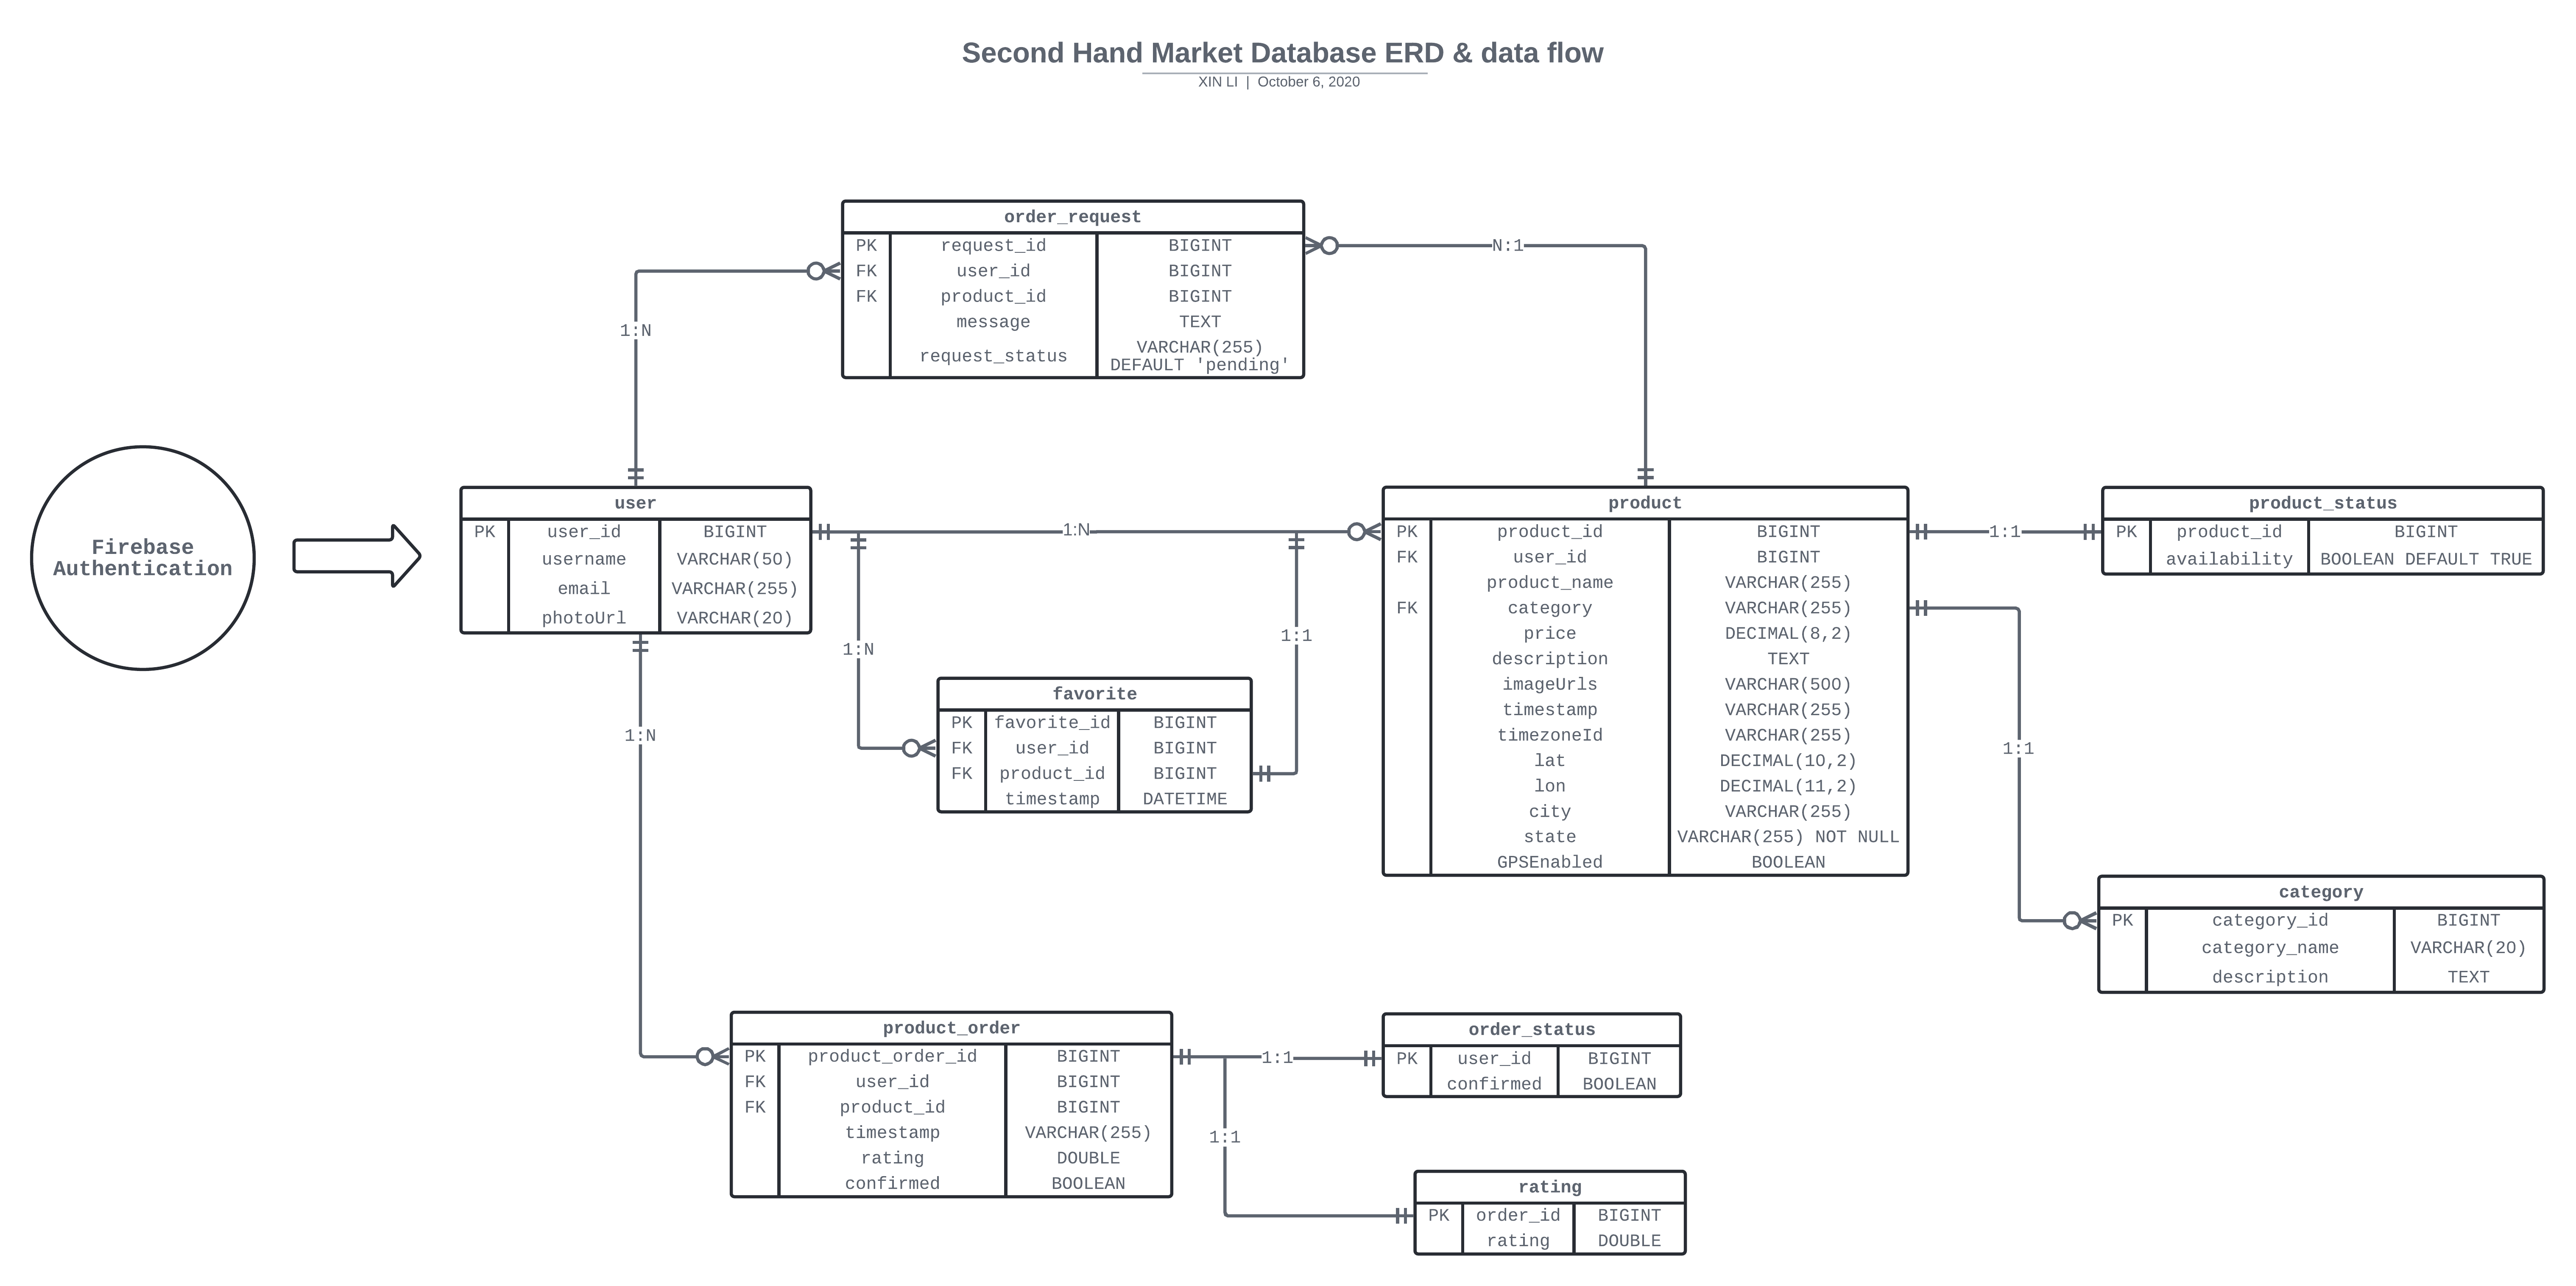 Second Hand Market Database ERD & data flow
XIN LI | October 6, 2020
order_request
PK request_id BIGINT
FK user_id BIGINT
FK product_id BIGINT
message TEXT
request_status VARCHAR(255)
DEFAULT 'pending'
N:1
1:N
Firebase
Authentication
user
PK user_id BIGINT
username VARCHAR(50)
email VARCHAR(255)
photoUrl VARCHAR(20)
1:N
1:N
1:1
1:N
favorite
PK favorite_id BIGINT
FK user_id BIGINT
FK product_id BIGINT
timestamp DATETIME
product
PK product_id BIGINT
FK user_id BIGINT
product_name VARCHAR(255)
FK category VARCHAR(255)
price DECIMAL(8,2)
description TEXT
imageUrls VARCHAR(500)
timestamp VARCHAR(255)
timezoneId VARCHAR(255)
lat DECIMAL(10,2)
lon DECIMAL(11,2)
city VARCHAR(255)
state VARCHAR(255) NOT NULL
GPSEnabled BOOLEAN
1:1
product_status
PK product_id BIGINT
availability BOOLEAN DEFAULT TRUE
1:1
category
PK category_id BIGINT
category_name VARCHAR(20)
description TEXT
product_order
PK product_order_id BIGINT
FK user_id BIGINT
FK product_id BIGINT
timestamp VARCHAR(255)
rating DOUBLE
confirmed BOOLEAN
1:1
order_status
PK user_id BIGINT
confirmed BOOLEAN
1:1
rating
PK order_id BIGINT
rating DOUBLE